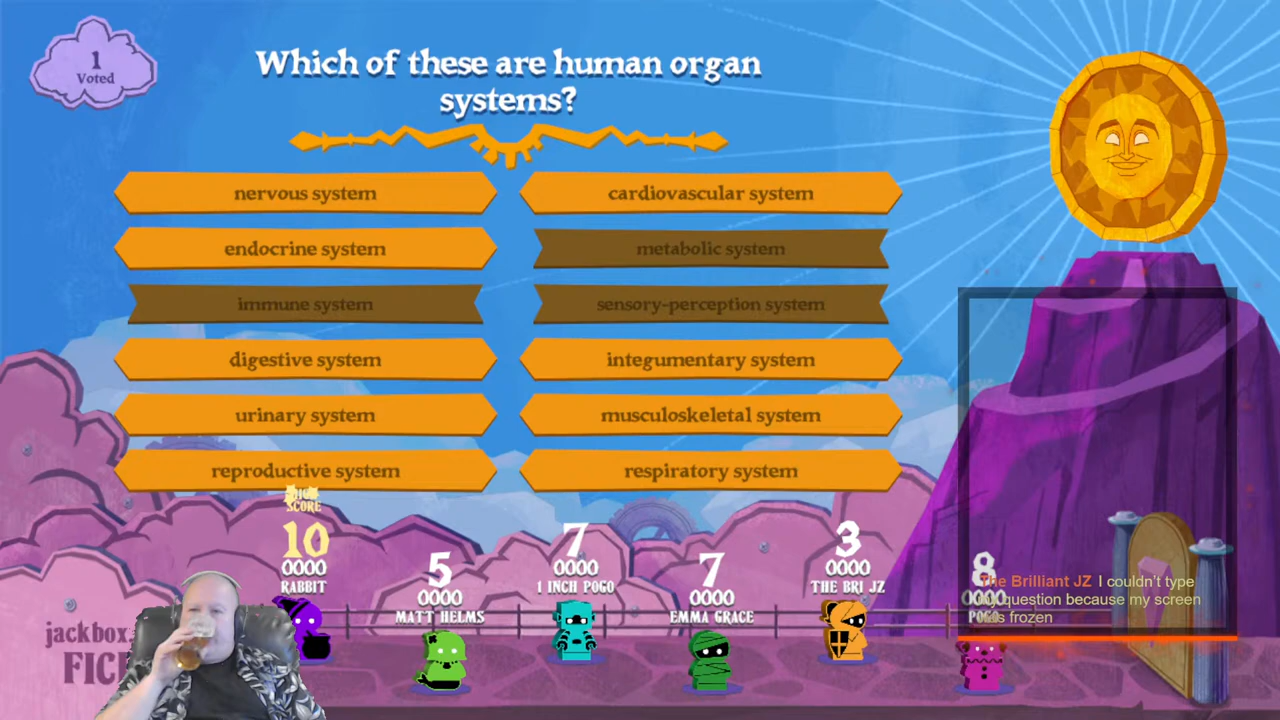 1
Voted
Which of these are human organ
systems?
nervous system
cardiovascular system
endocrine system
metabolic system
immune system
sensory-perception system
digestive system
integumentary system
urinary system
musculoskeletal system
reproductive system
respiratory system
SCORE
10
0000
RABBIT
5
0000
MATT HELMS
7
0000
1 INCH POGO
7
0000
EMMA GRACE
3
0000
THE BRI JZ
8
The Brilliant JZ I couldn't type
question because my screen
frozen
jackbox.